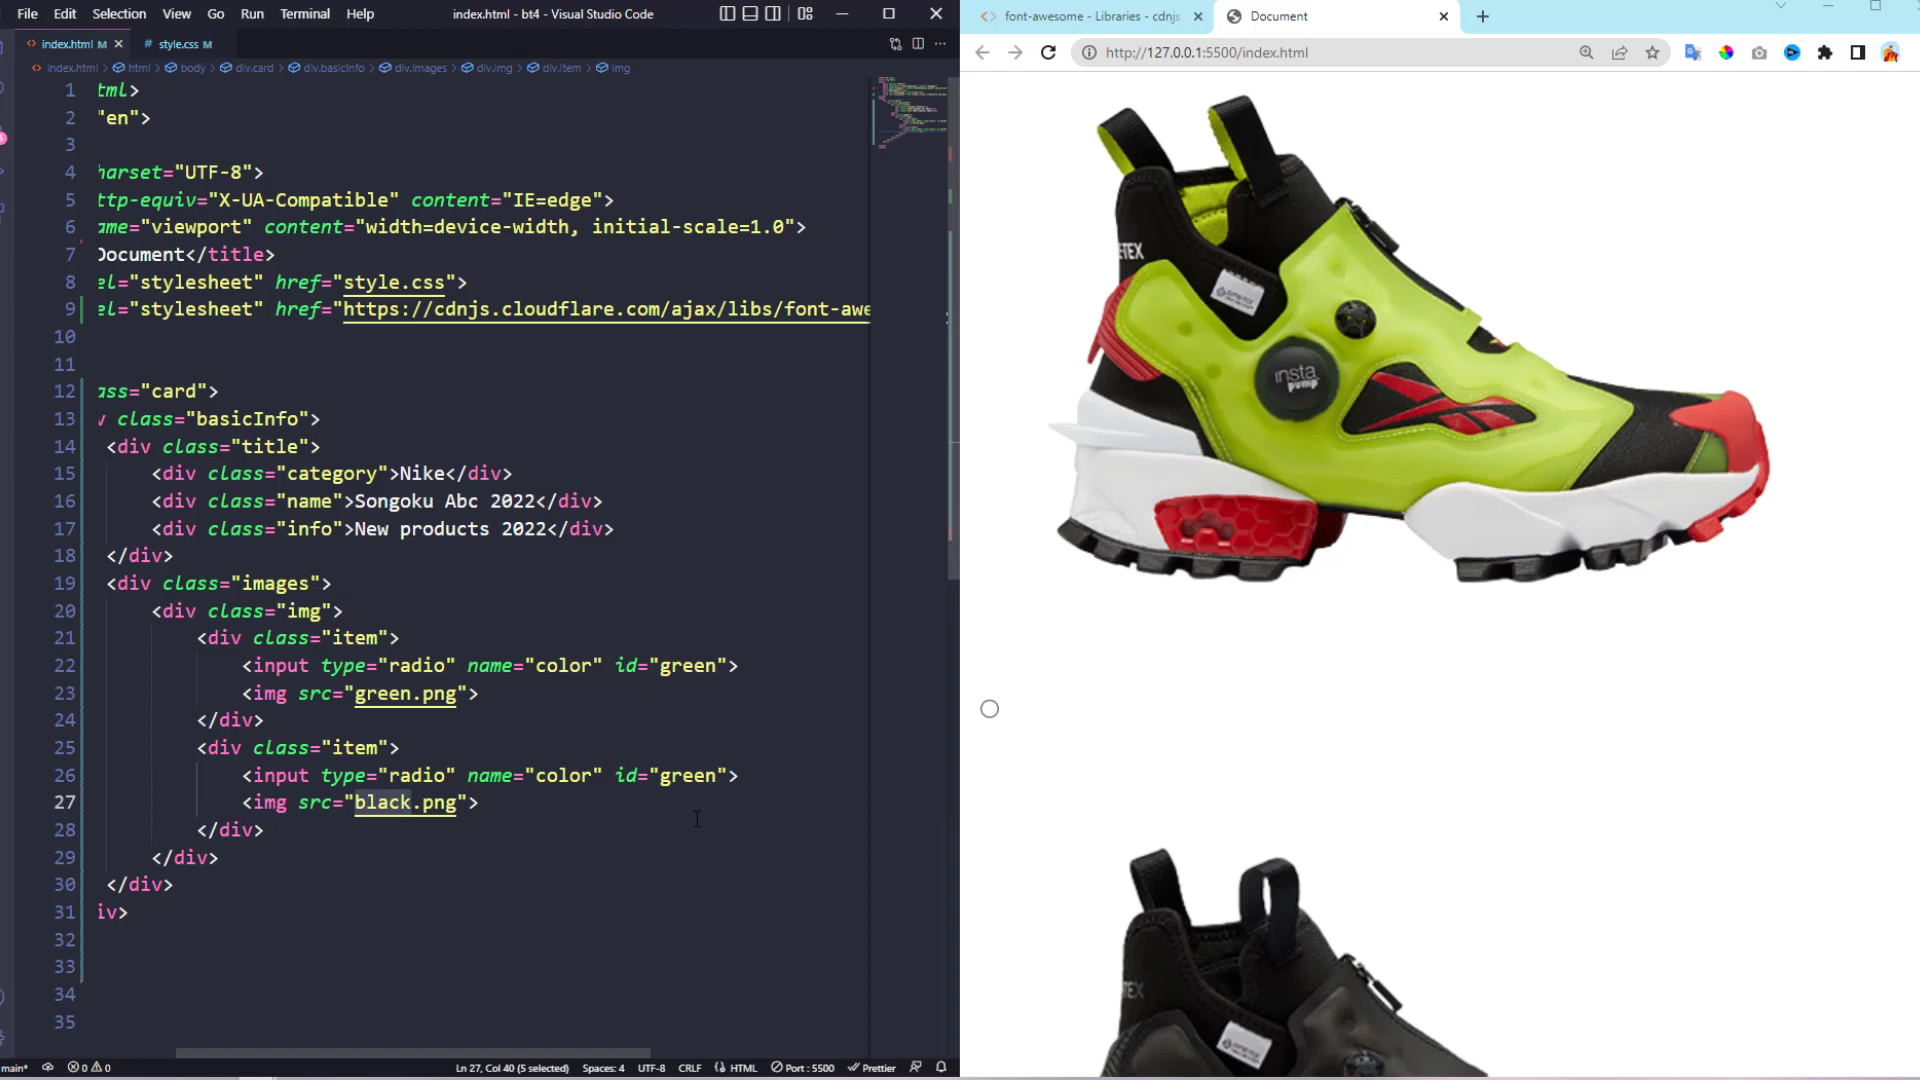 File Edit Selection View Go Run Terminal Help
index.html - bt4 - Visual Studio Code
index.html M
style.css M
index.html > html > body > div.card > div.basicInfo > div.images > div.img > div.item > img
1 tml>
2 "en">
3
4 harset="UTF-8">
5 ttp-equiv="X-UA-Compatible" content="IE=edge">
6 ame="viewport" content="width=device-width, initial-scale=1.0">
7 Document</title>
8 el="stylesheet" href="style.css">
9 el="stylesheet" href="https://cdnjs.cloudflare.com/ajax/libs/font-awe
10
11
12 ass="card">
13 v class="basicInfo">
14 <div class="title">
15 <div class="category">Nike</div>
16 <div class="name">Songoku Abc 2022</div>
17 <div class="info">New products 2022</div>
18 </div>
19 <div class="images">
20 <div class="img">
21 <div class="item">
22 <input type="radio" name="color" id="green">
23 <img src="green.png">
24 </div>
25 <div class="item">
26 <input type="radio" name="color" id="green">
27 <img src="black.png">
28 </div>
29 </div>
30 </div>
31 iv>
32
33
34
35
main* 0 0
Ln 27, Col 40 (5 selected) Spaces: 4 UTF-8 CRLF HTML Port : 5500 Prettier
font-awesome - Libraries - cdnjs
Document
http://127.0.0.1:5500/index.html
insta
pump